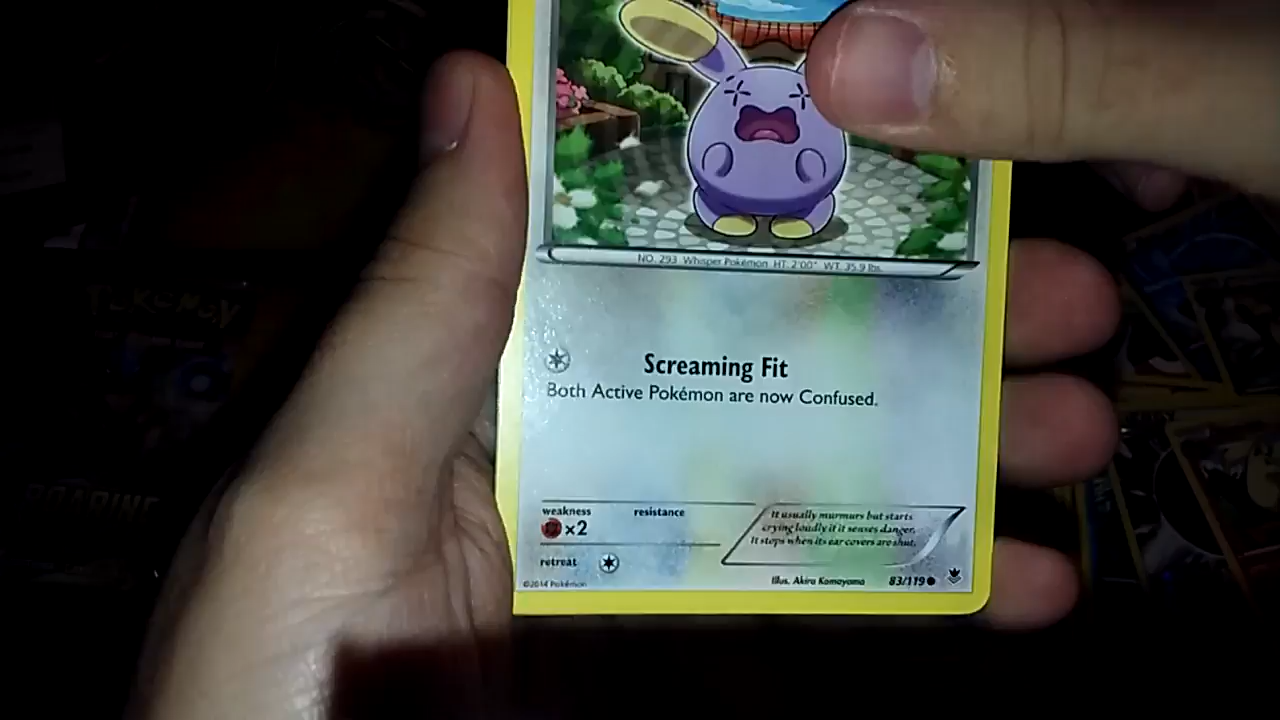 POKÉMON
ROARING
NO. 293 Whisper Pokémon HT. 2'00" WT. 35.9 lbs.
Screaming Fit
Both Active Pokémon are now Confused.
weakness resistance
×2
It usually murmurs but starts
crying loudly if it senses danger.
It stops when its ear covers are shut.
retreat
©2014 Pokémon
Illus. Akira Komayama 83/119